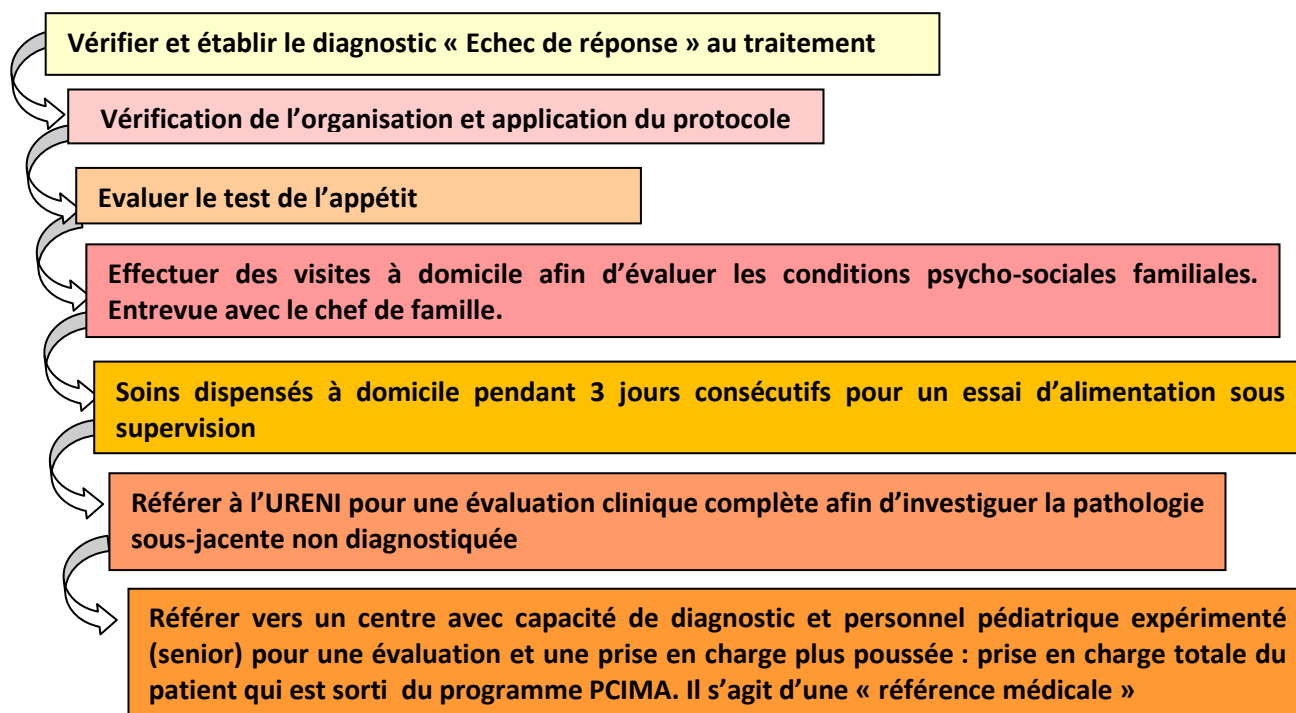 Vérifier et établir le diagnostic « Echec de réponse » au traitement
Vérification de l’organisation et application du protocole
Evaluer le test de l’appétit
Effectuer des visites à domicile afin d’évaluer les conditions psycho-sociales familiales.
Entrevue avec le chef de famille.
Soins dispensés à domicile pendant 3 jours consécutifs pour un essai d’alimentation sous
supervision
Référer à l’URENI pour une évaluation clinique complète afin d’investiguer la pathologie
sous-jacente non diagnostiquée
Référer vers un centre avec capacité de diagnostic et personnel pédiatrique expérimenté
(senior) pour une évaluation et une prise en charge plus poussée : prise en charge totale du
patient qui est sorti du programme PCIMA. Il s’agit d’une « référence médicale »